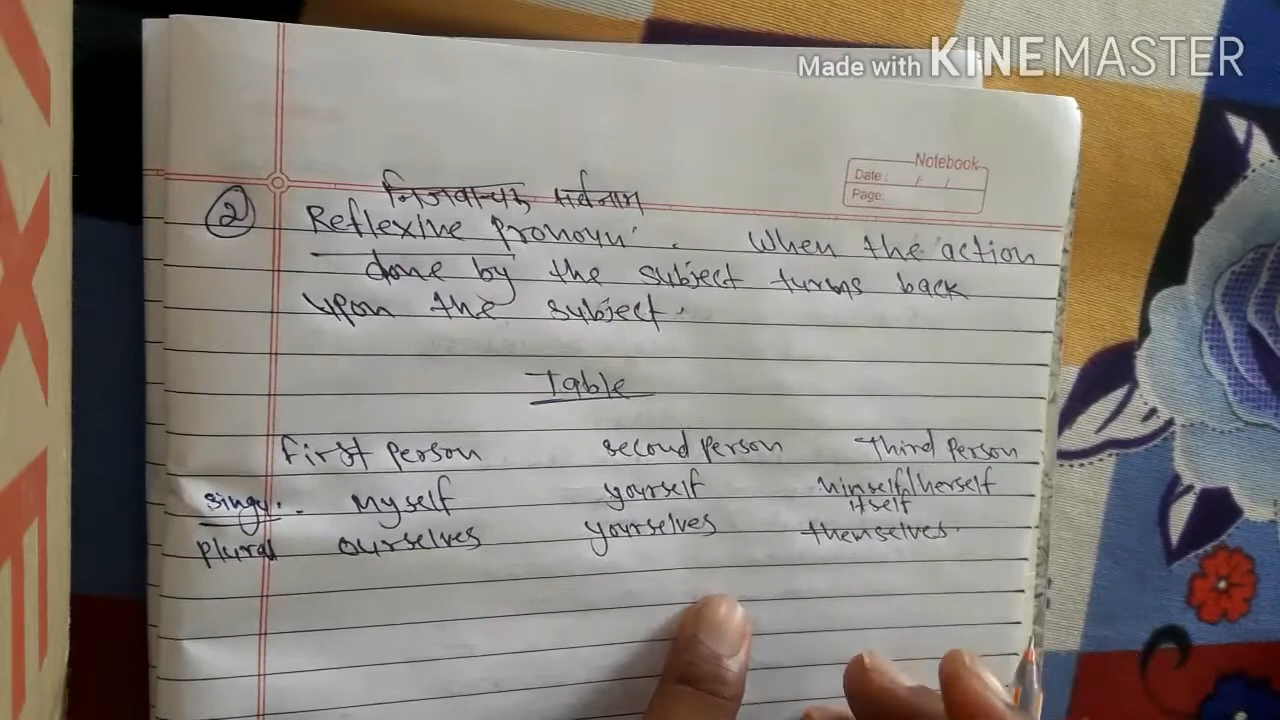 Made with KINEMASTER
Notebook
Date : / /
Page:
निजवाचक सर्वनाम
② Reflexive pronoun. When the action
done by the subject turns back
upon the subject.
Table
First person second person Third person
singu.. Myself yourself himself/herself
itself
plural ourselves yourselves themselves.